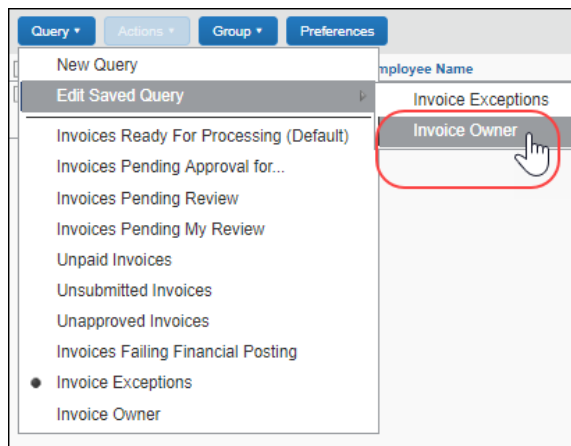 Query Actions Group Preferences
New Query
mployee Name
Edit Saved Query
Invoice Exceptions
Invoice Owner
Invoices Ready For Processing (Default)
Invoices Pending Approval for...
Invoices Pending Review
Invoices Pending My Review
Unpaid Invoices
Unsubmitted Invoices
Unapproved Invoices
Invoices Failing Financial Posting
Invoice Exceptions
Invoice Owner